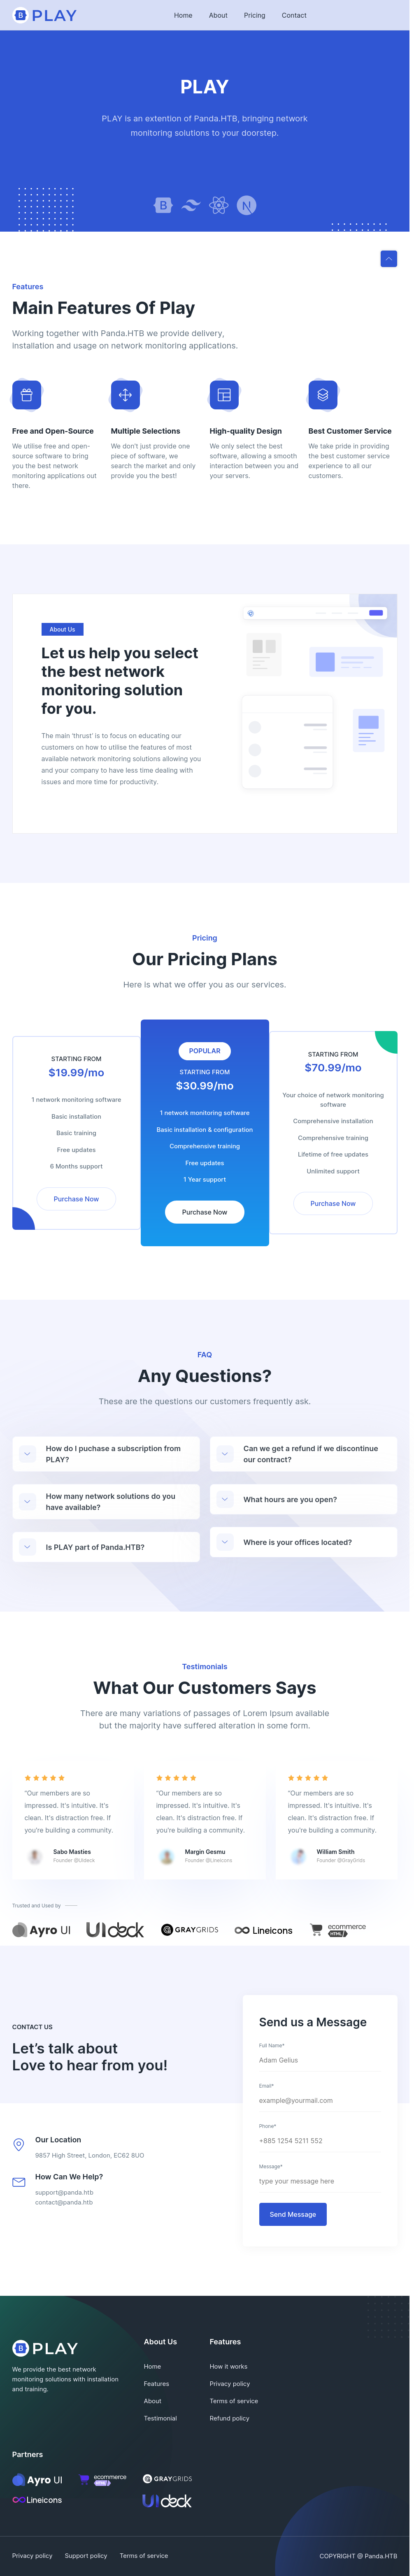 PLAY
Home About Pricing Contact
PLAY
PLAY is an extention of Panda.HTB, bringing network
monitoring solutions to your doorstep.
Features
Main Features Of Play
Working together with Panda.HTB we provide delivery,
installation and usage on network monitoring applications.
Free and Open-Source
We utilise free and open-
source software to bring
you the best network
monitoring applications out
there.
Multiple Selections
We don't just provide one
piece of software, we
search the market and only
provide you the best!
High-quality Design
We only select the best
software, allowing a smooth
interaction between you and
your servers.
Best Customer Service
We take pride in providing
the best customer service
experience to all our
customers.
About Us
Let us help you select
the best network
monitoring solution
for you.
The main 'thrust' is to focus on educating our
customers on how to utilise the features of most
available network monitoring solutions allowing you
and your company to have less time dealing with
issues and more time for productivity.
Pricing
Our Pricing Plans
Here is what we offer you as our services.
STARTING FROM
$19.99/mo
1 network monitoring software
Basic installation
Basic training
Free updates
6 Months support
Purchase Now
POPULAR
STARTING FROM
$30.99/mo
1 network monitoring software
Basic installation & configuration
Comprehensive training
Free updates
1 Year support
Purchase Now
STARTING FROM
$70.99/mo
Your choice of network monitoring
software
Comprehensive installation
Comprehensive training
Lifetime of free updates
Unlimited support
Purchase Now
FAQ
Any Questions?
These are the questions our customers frequently ask.
How do I puchase a subscription from
PLAY?
How many network solutions do you
have available?
Is PLAY part of Panda.HTB?
Can we get a refund if we discontinue
our contract?
What hours are you open?
Where is your offices located?
Testimonials
What Our Customers Says
There are many variations of passages of Lorem Ipsum available
but the majority have suffered alteration in some form.
"Our members are so
impressed. It's intuitive. It's
clean. It's distraction free. If
you're building a community.
Sabo Masties
Founder @UIdeck
"Our members are so
impressed. It's intuitive. It's
clean. It's distraction free. If
you're building a community.
Margin Gesmu
Founder @Lineicons
"Our members are so
impressed. It's intuitive. It's
clean. It's distraction free. If
you're building a community.
William Smith
Founder @GrayGrids
Trusted and Used by
Ayro UI
UIdeck
GRAYGRIDS
Lineicons
ecommerce
HTML
CONTACT US
Let's talk about
Love to hear from you!
Our Location
9857 High Street, London, EC62 8UO
How Can We Help?
support@panda.htb
contact@panda.htb
Send us a Message
Full Name*
Adam Gelius
Email*
example@yourmail.com
Phone*
+885 1254 5211 552
Message*
type your message here
Send Message
PLAY
We provide the best network
monitoring solutions with installation
and training.
About Us
Home
Features
About
Testimonial
Features
How it works
Privacy policy
Terms of service
Refund policy
Partners
Ayro UI
ecommerce
HTML
GRAYGRIDS
Lineicons
UIdeck
Privacy policy Support policy Terms of service
COPYRIGHT @ Panda.HTB